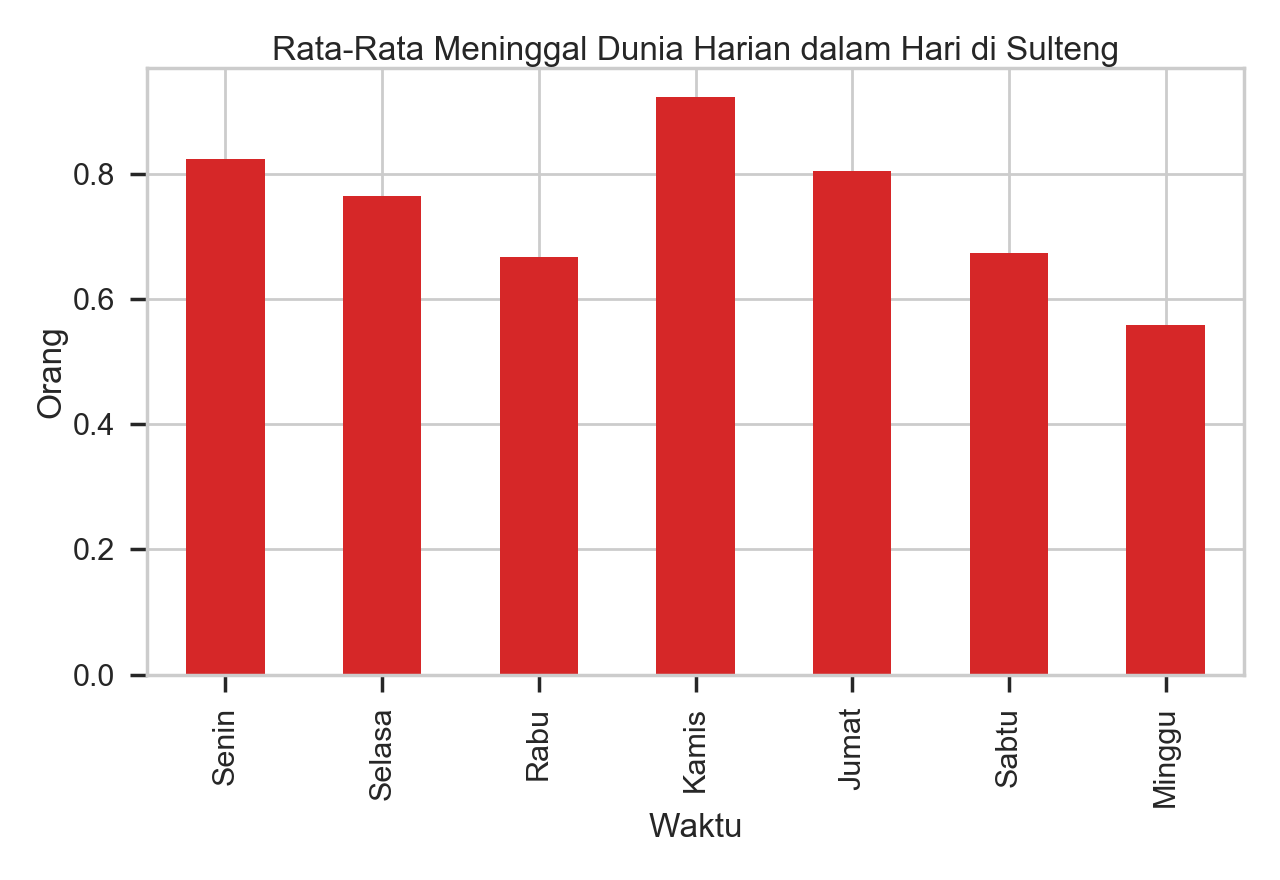 Rata-Rata Meninggal Dunia Harian dalam Hari di Sulteng
Orang
0.8
0.6
0.4
0.2
0.0
Senin
Selasa
Rabu
Kamis
Jumat
Sabtu
Minggu
Waktu